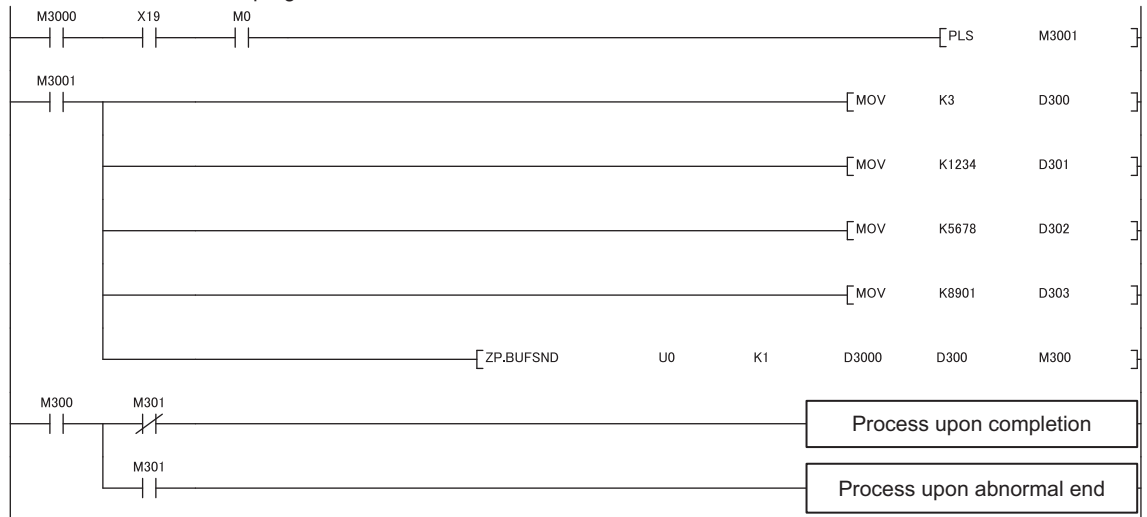 M3000 X19 M0
PLS M3001
M3001
MOV K3 D300
MOV K1234 D301
MOV K5678 D302
MOV K8901 D303
ZP.BUFSND U0 K1 D3000 D300 M300
M300 M301
Process upon completion
M301
Process upon abnormal end